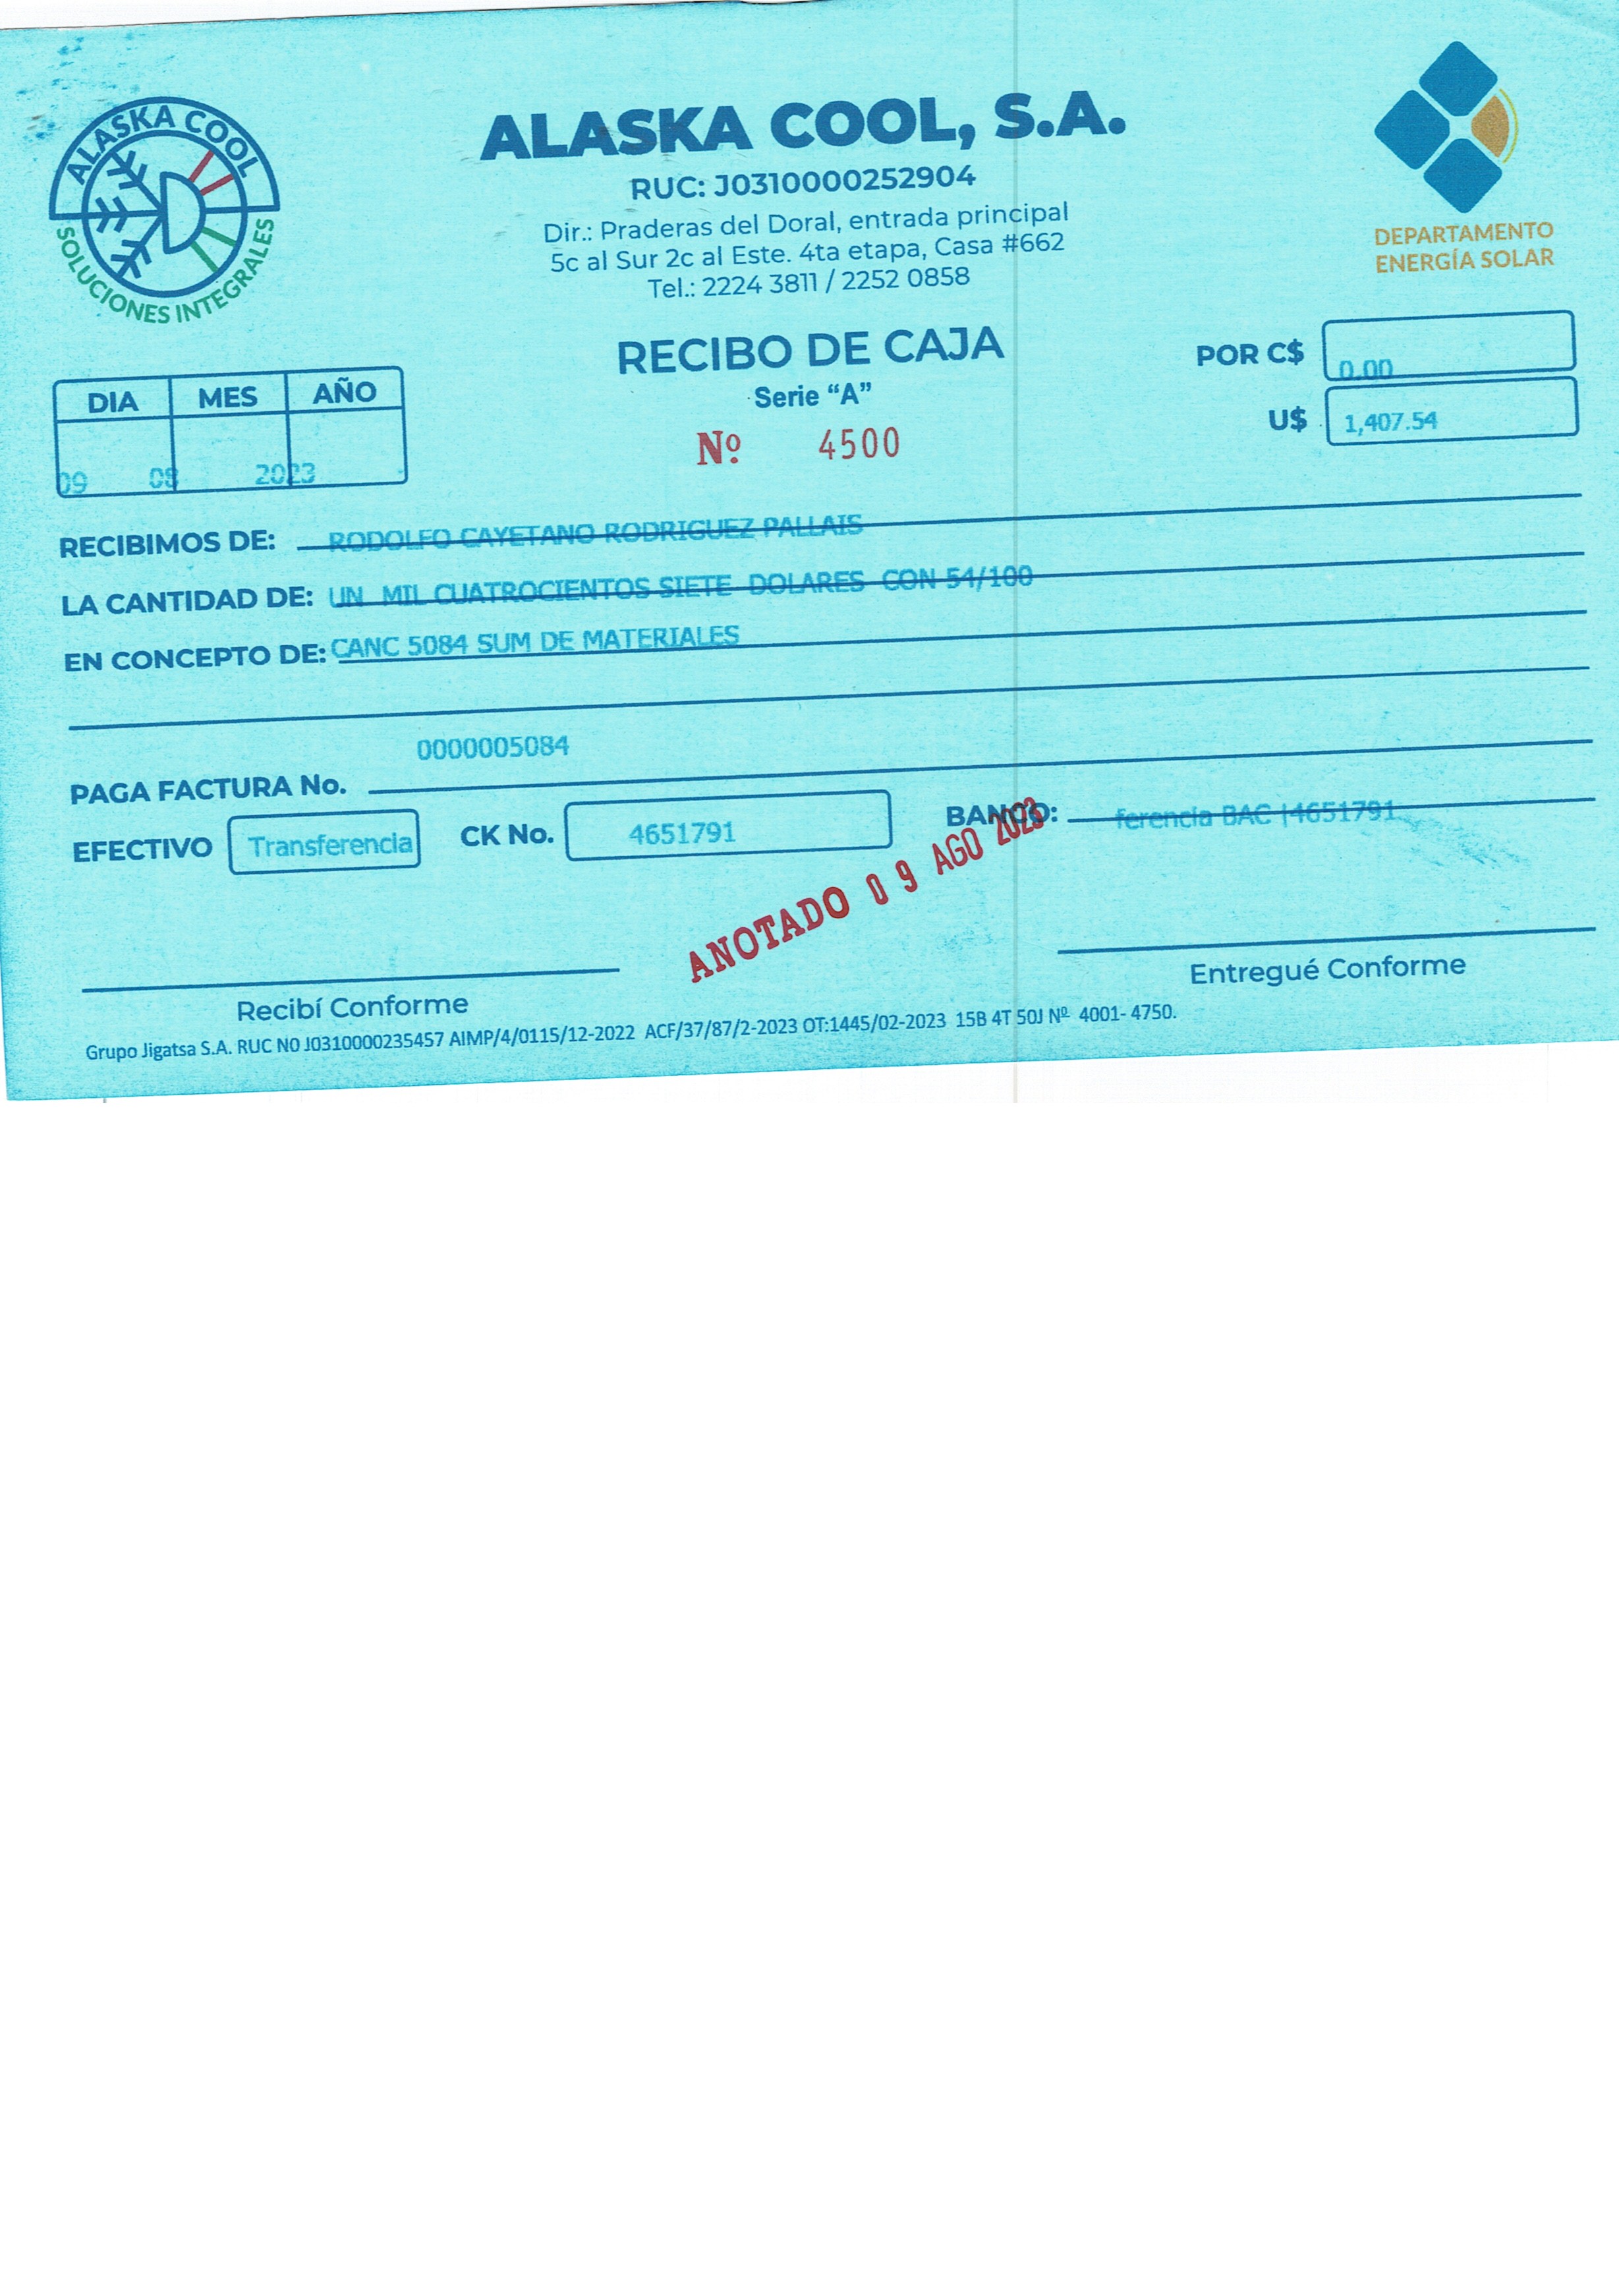 ALASKA COOL
SOLUCIONES INTEGRALES
ALASKA COOL, S.A.
RUC: J0310000252904
Dir.: Praderas del Doral, entrada principal
5c al Sur 2c al Este. 4ta etapa, Casa #662
Tel.: 2224 3811 / 2252 0858
DEPARTAMENTO
ENERGÍA SOLAR
RECIBO DE CAJA
Serie “A”
Nº 4500
POR C$ 0.00
U$ 1,407.54
DIA MES AÑO
09 08 2023
RECIBIMOS DE: RODOLFO CAYETANO RODRIGUEZ PALLAIS
LA CANTIDAD DE: UN MIL CUATROCIENTOS SIETE DOLARES CON 54/100
EN CONCEPTO DE: CANC 5084 SUM DE MATERIALES
0000005084
PAGA FACTURA No.
EFECTIVO Transferencia CK No. 4651791 BANCO: ferencia BAC |4651791
ANOTADO 09 AGO 2023
Recibí Conforme
Entregué Conforme
Grupo Jigatsa S.A. RUC N0 J0310000235457 AIMP/4/0115/12-2022 ACF/37/87/2-2023 OT:1445/02-2023 15B 4T 50J Nº 4001- 4750.